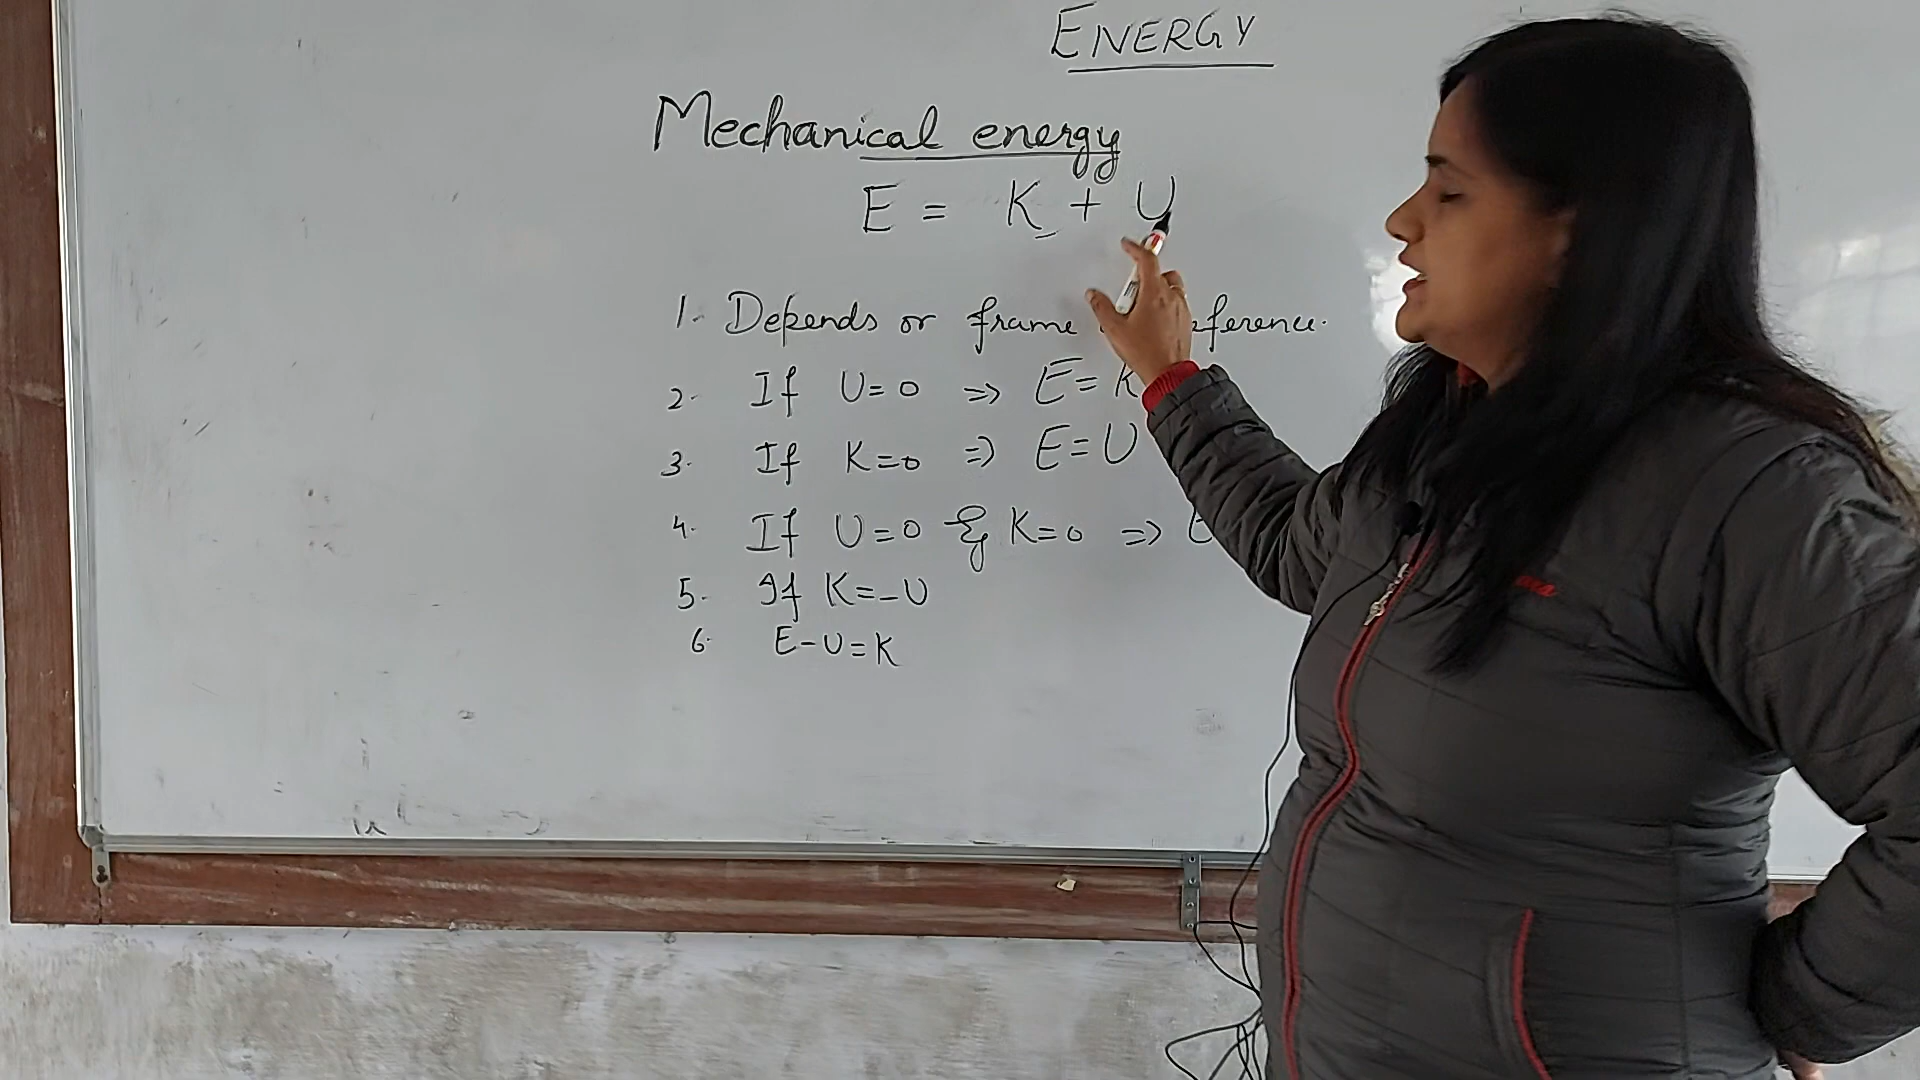 ENERGY
Mechanical energy
E = K + U
1. Depends on frame
2. If U=0 => E=K
3. If K=0 => E=U
4. If U=0 & K=0 => E
5. If K=-U
6. E-U=K